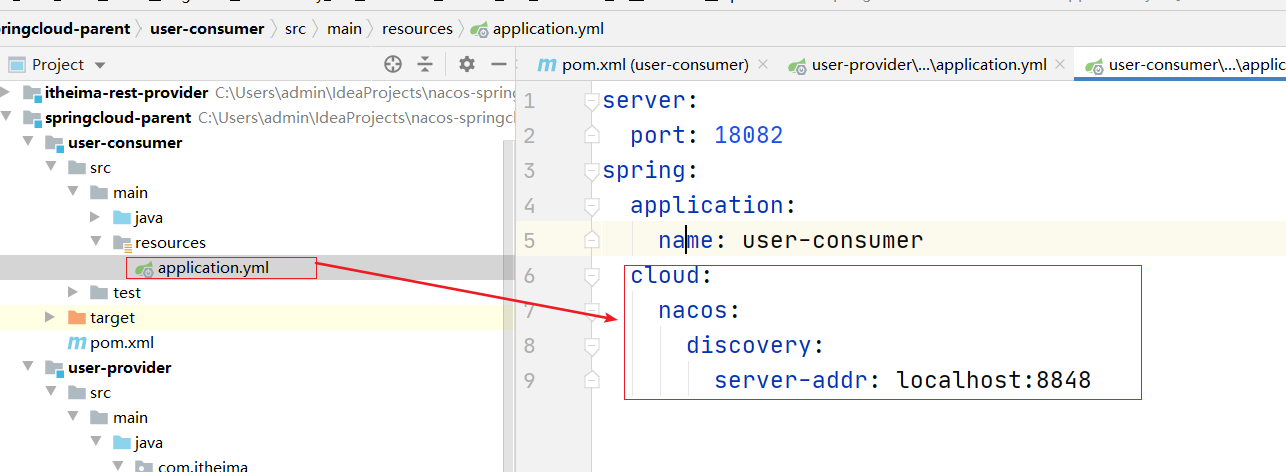 springcloud-parent > user-consumer > src > main > resources > application.yml
Project
pom.xml (user-consumer)
user-provider\...\application.yml
user-consumer\...\applic
itheima-rest-provider C:\Users\admin\IdeaProjects\nacos-spring
springcloud-parent C:\Users\admin\IdeaProjects\nacos-springcl
user-consumer
src
main
java
resources
application.yml
test
target
pom.xml
user-provider
src
main
java
com.itheima
1 server:
2 port: 18082
3 spring:
4 application:
5 name: user-consumer
6 cloud:
7 nacos:
8 discovery:
9 server-addr: localhost:8848